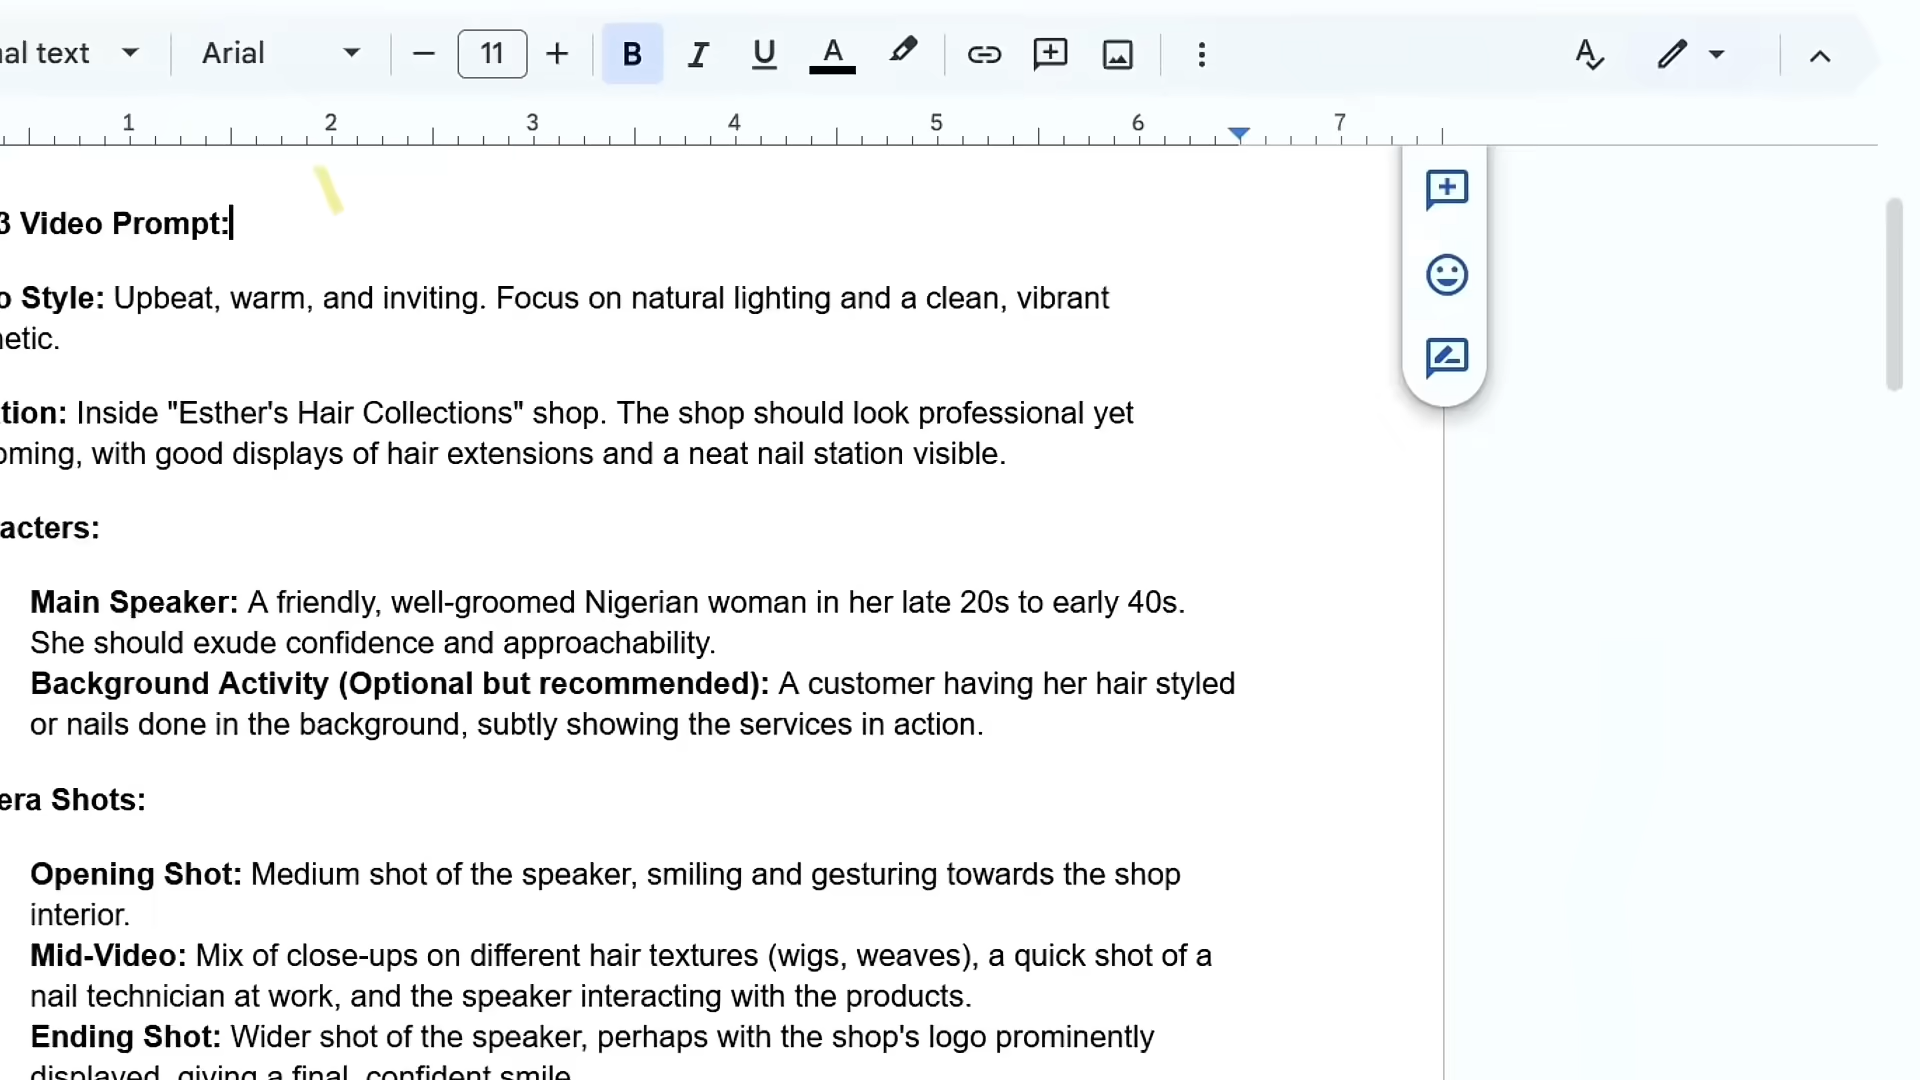 al text Arial 11 B I U A
1 2 3 4 5 6 7
3 Video Prompt:
o Style: Upbeat, warm, and inviting. Focus on natural lighting and a clean, vibrant
etic.
tion: Inside "Esther's Hair Collections" shop. The shop should look professional yet
oming, with good displays of hair extensions and a neat nail station visible.
acters:
Main Speaker: A friendly, well-groomed Nigerian woman in her late 20s to early 40s.
She should exude confidence and approachability.
Background Activity (Optional but recommended): A customer having her hair styled
or nails done in the background, subtly showing the services in action.
era Shots:
Opening Shot: Medium shot of the speaker, smiling and gesturing towards the shop
interior.
Mid-Video: Mix of close-ups on different hair textures (wigs, weaves), a quick shot of a
nail technician at work, and the speaker interacting with the products.
Ending Shot: Wider shot of the speaker, perhaps with the shop's logo prominently
displayed, giving a final, confident smile.